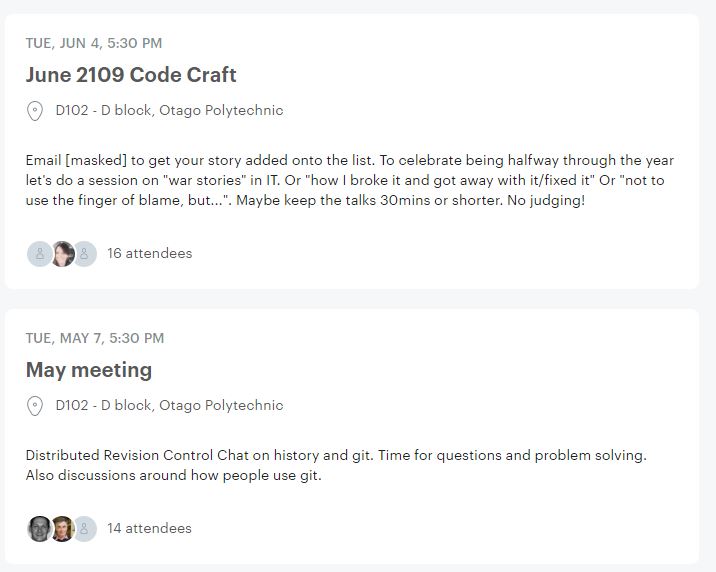 TUE, JUN 4, 5:30 PM
June 2109 Code Craft
D102 - D block, Otago Polytechnic
Email [masked] to get your story added onto the list. To celebrate being halfway through the year
let's do a session on "war stories" in IT. Or "how I broke it and got away with it/fixed it" Or "not to
use the finger of blame, but...". Maybe keep the talks 30mins or shorter. No judging!
16 attendees
TUE, MAY 7, 5:30 PM
May meeting
D102 - D block, Otago Polytechnic
Distributed Revision Control Chat on history and git. Time for questions and problem solving.
Also discussions around how people use git.
14 attendees